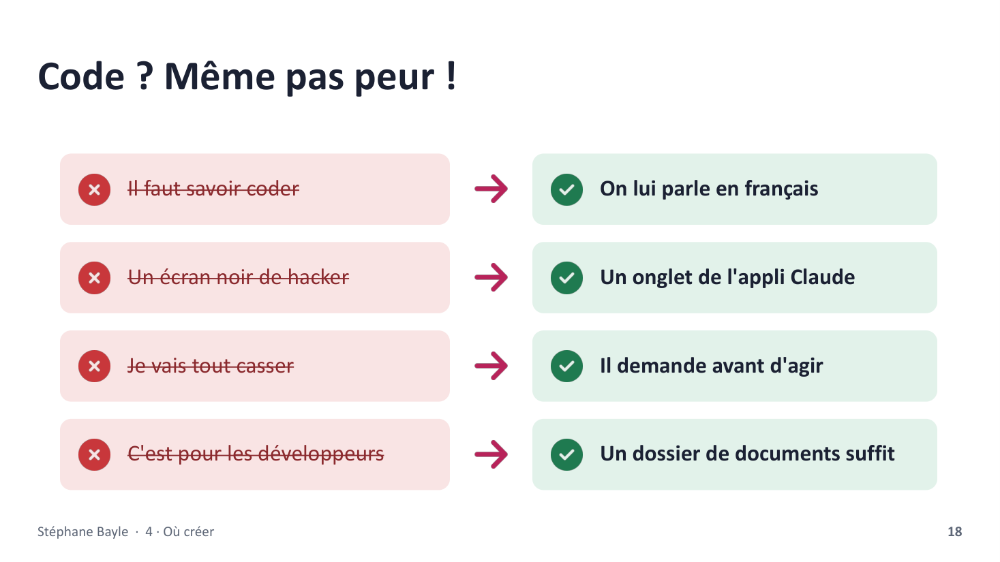 Code ? Même pas peur !
Il faut savoir coder
On lui parle en français
Un écran noir de hacker
Un onglet de l'appli Claude
Je vais tout casser
Il demande avant d'agir
C'est pour les développeurs
Un dossier de documents suffit
Stéphane Bayle · 4 · Où créer
18